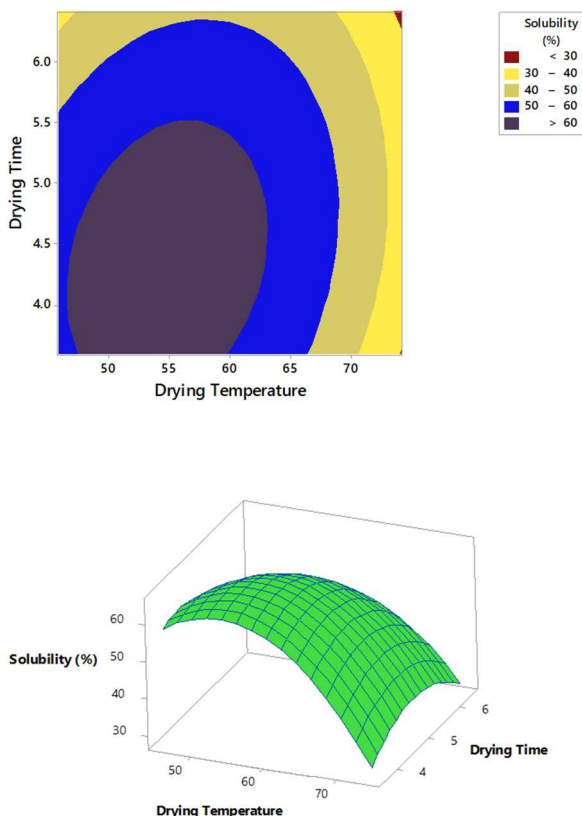 Solubility
(%)
< 30
30 – 40
40 – 50
50 – 60
> 60
6.0
5.5
5.0
4.5
4.0
Drying Time
50 55 60 65 70
Drying Temperature
60
50
40
30
Solubility (%)
50
60
70
Drying Temperature
4
5
6
Drying Time